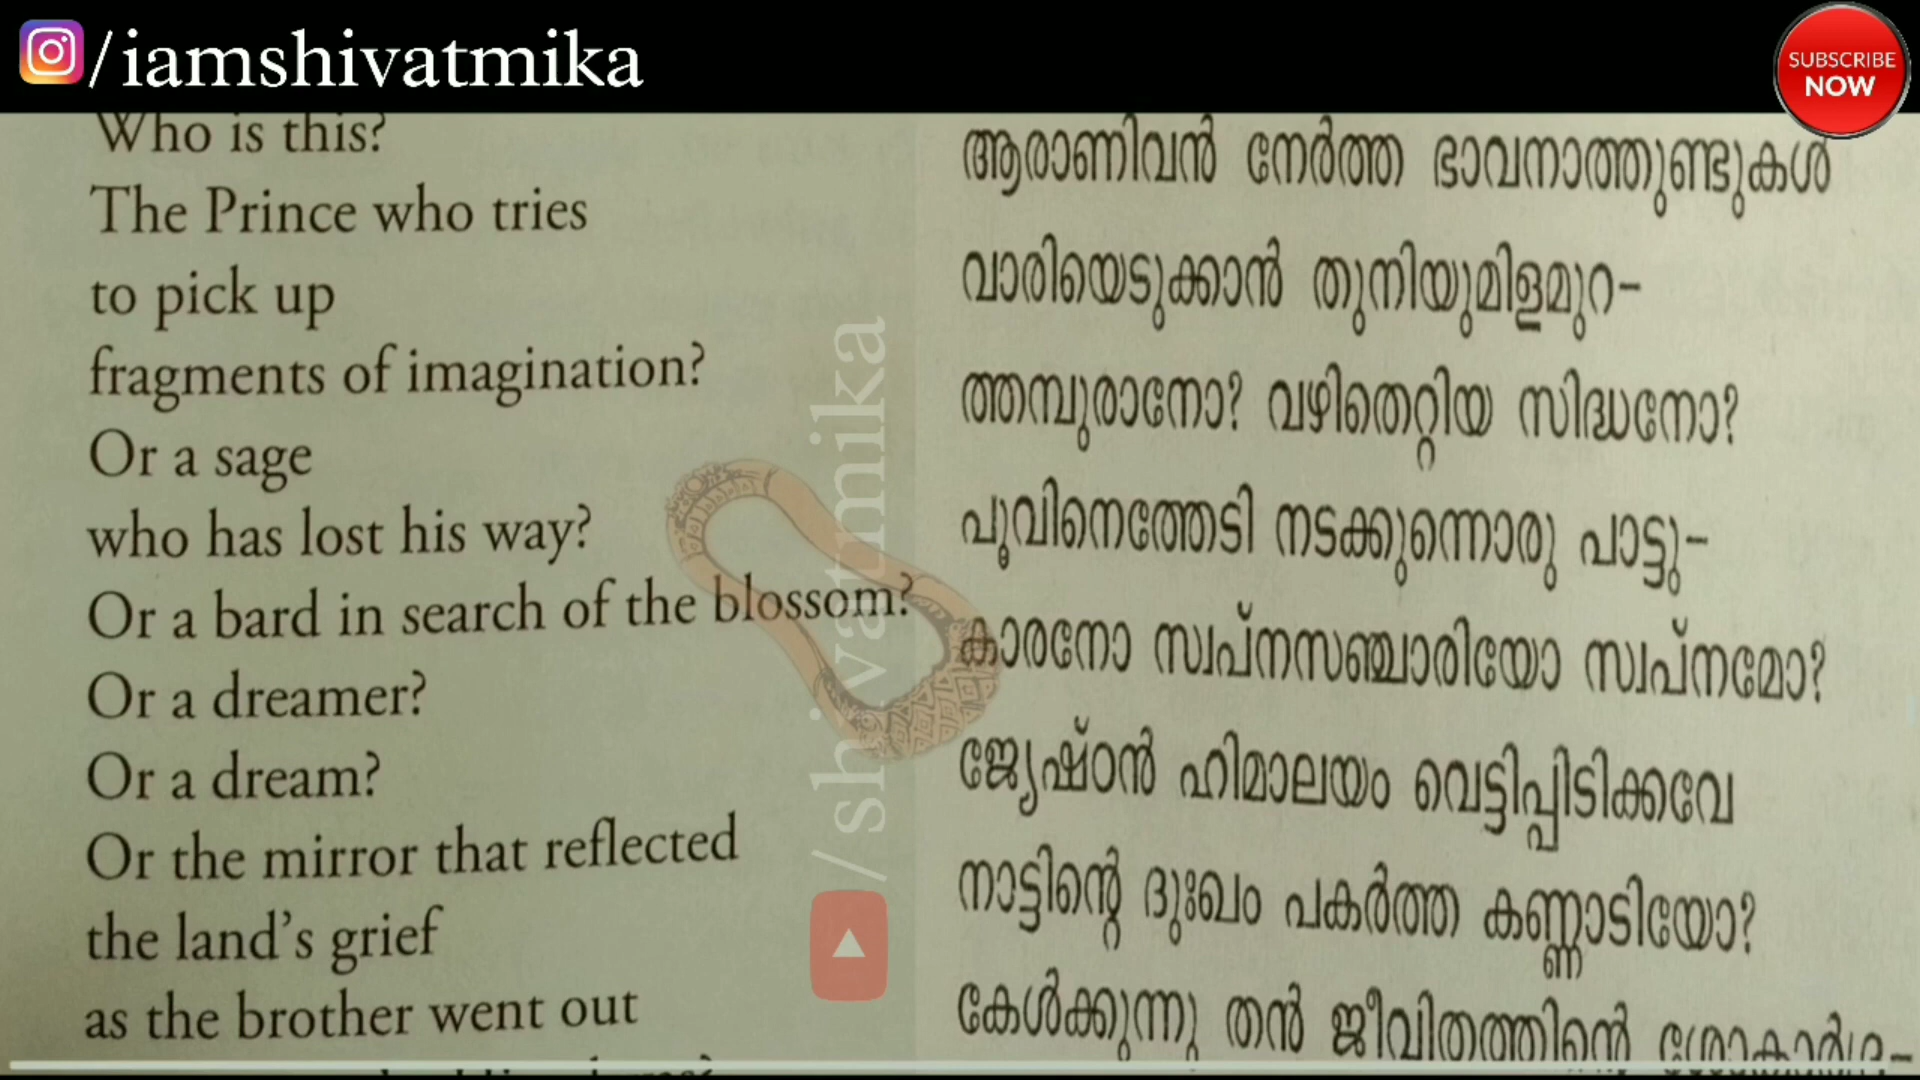 /iamshivatmika
SUBSCRIBE
NOW
Who is this?
The Prince who tries
to pick up
fragments of imagination?
Or a sage
who has lost his way?
Or a bard in search of the blossom?
Or a dreamer?
Or a dream?
Or the mirror that reflected
the land's grief
as the brother went out
ആരാണിവൻ നേർത്ത ഭാവനാത്തുണ്ടുകൾ
വാരിയെടുക്കാൻ തുനിയുമിളമുറ-
ത്തമ്പുരാനോ? വഴിതെറ്റിയ സിദ്ധനോ?
പൂവിനെത്തേടി നടക്കുന്നൊരു പാട്ടു-
കാരനോ സ്വപ്നസഞ്ചാരിയോ സ്വപ്നമോ?
ജ്യേഷ്ഠൻ ഹിമാലയം വെട്ടിപ്പിടിക്കവേ
നാട്ടിന്റെ ദുഃഖം പകർത്ത കണ്ണാടിയോ?
കേൾക്കുന്നു തൻ ജീവിതത്തിൻെ
/shivatmika